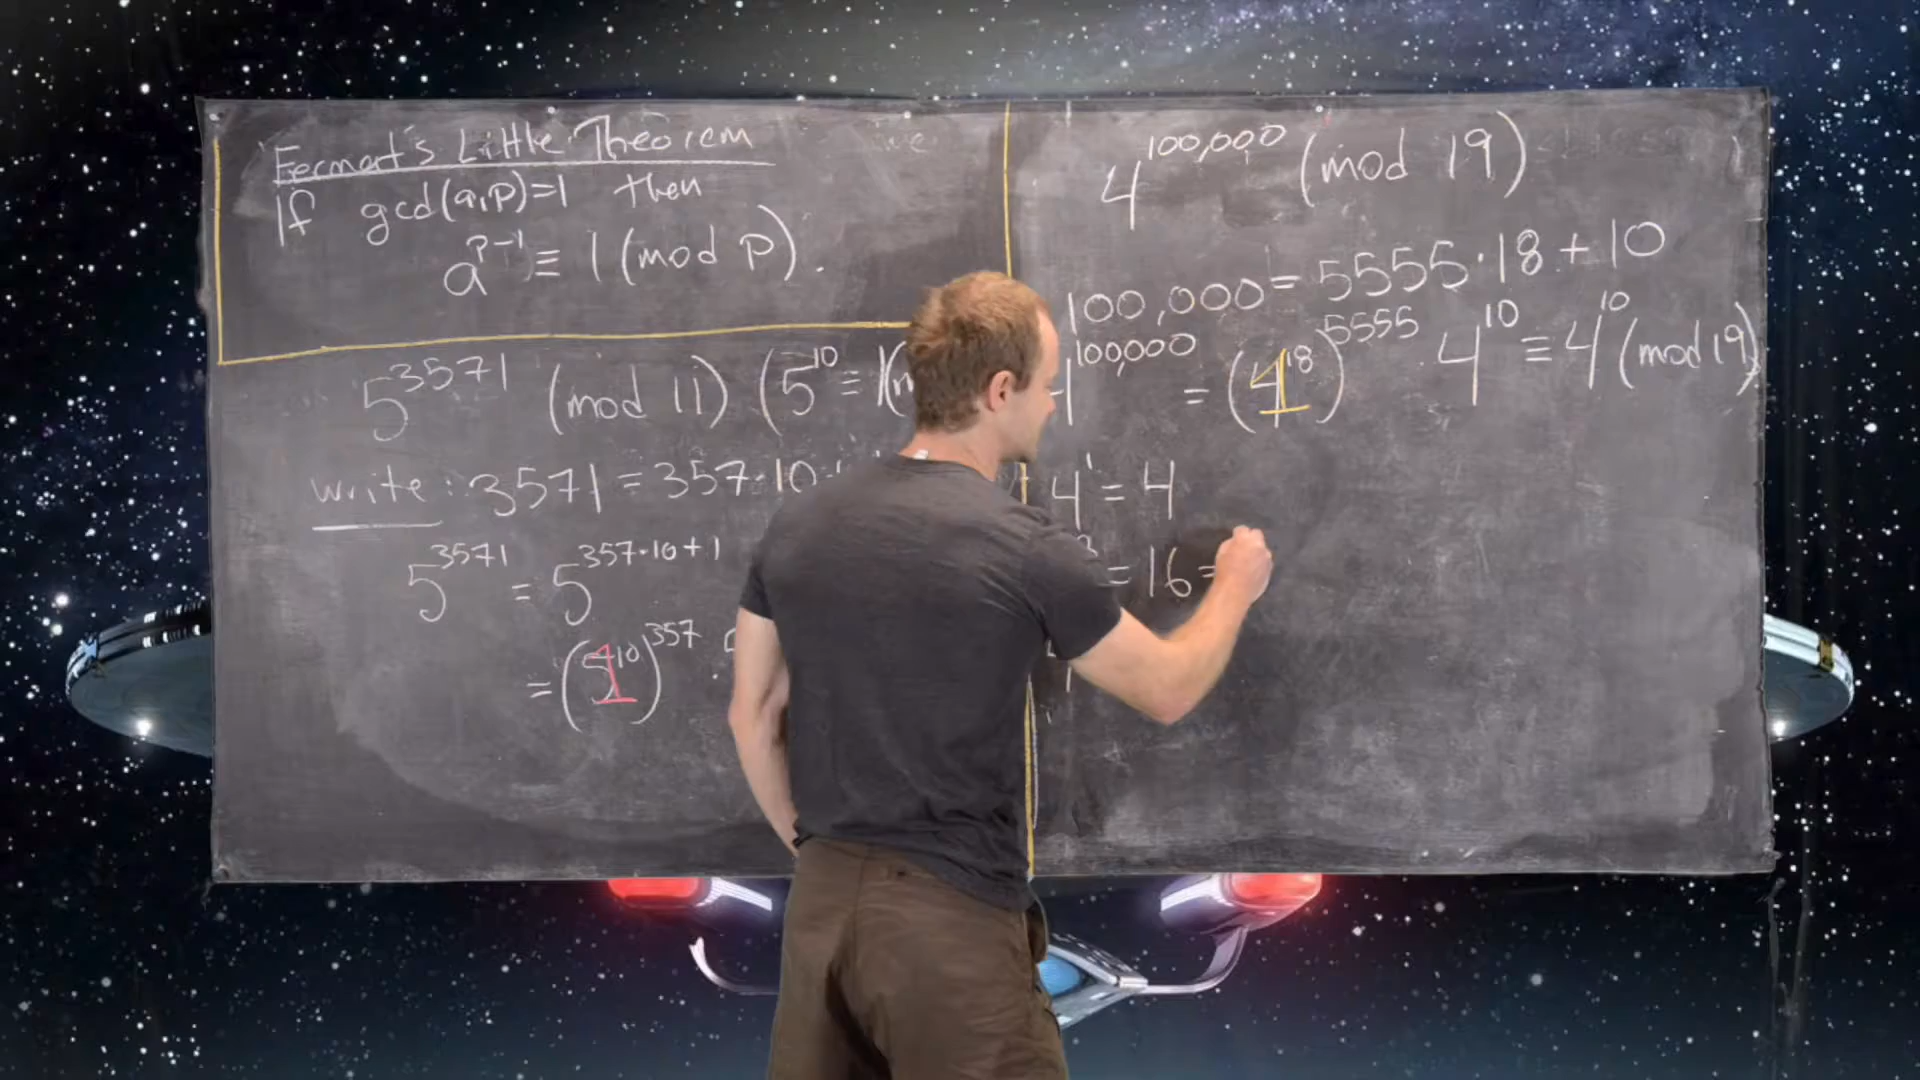 Fermat's Little Theorem
If gcd(a,p)=1 then
a^{p-1} ≡ 1 (mod p).
5^{3571} (mod 11) (5^{10} ≡ 1
write: 3571 = 357·10
5^{3571} = 5^{357·10+1}
= (5^{10})^{357}
1
4^{100,000} (mod 19)
100,000 = 5555·18 + 10
4^{100,000} = (4^{18})^{5555} · 4^{10} ≡ 4^{10} (mod 19)
1
4^1 = 4
= 16 =